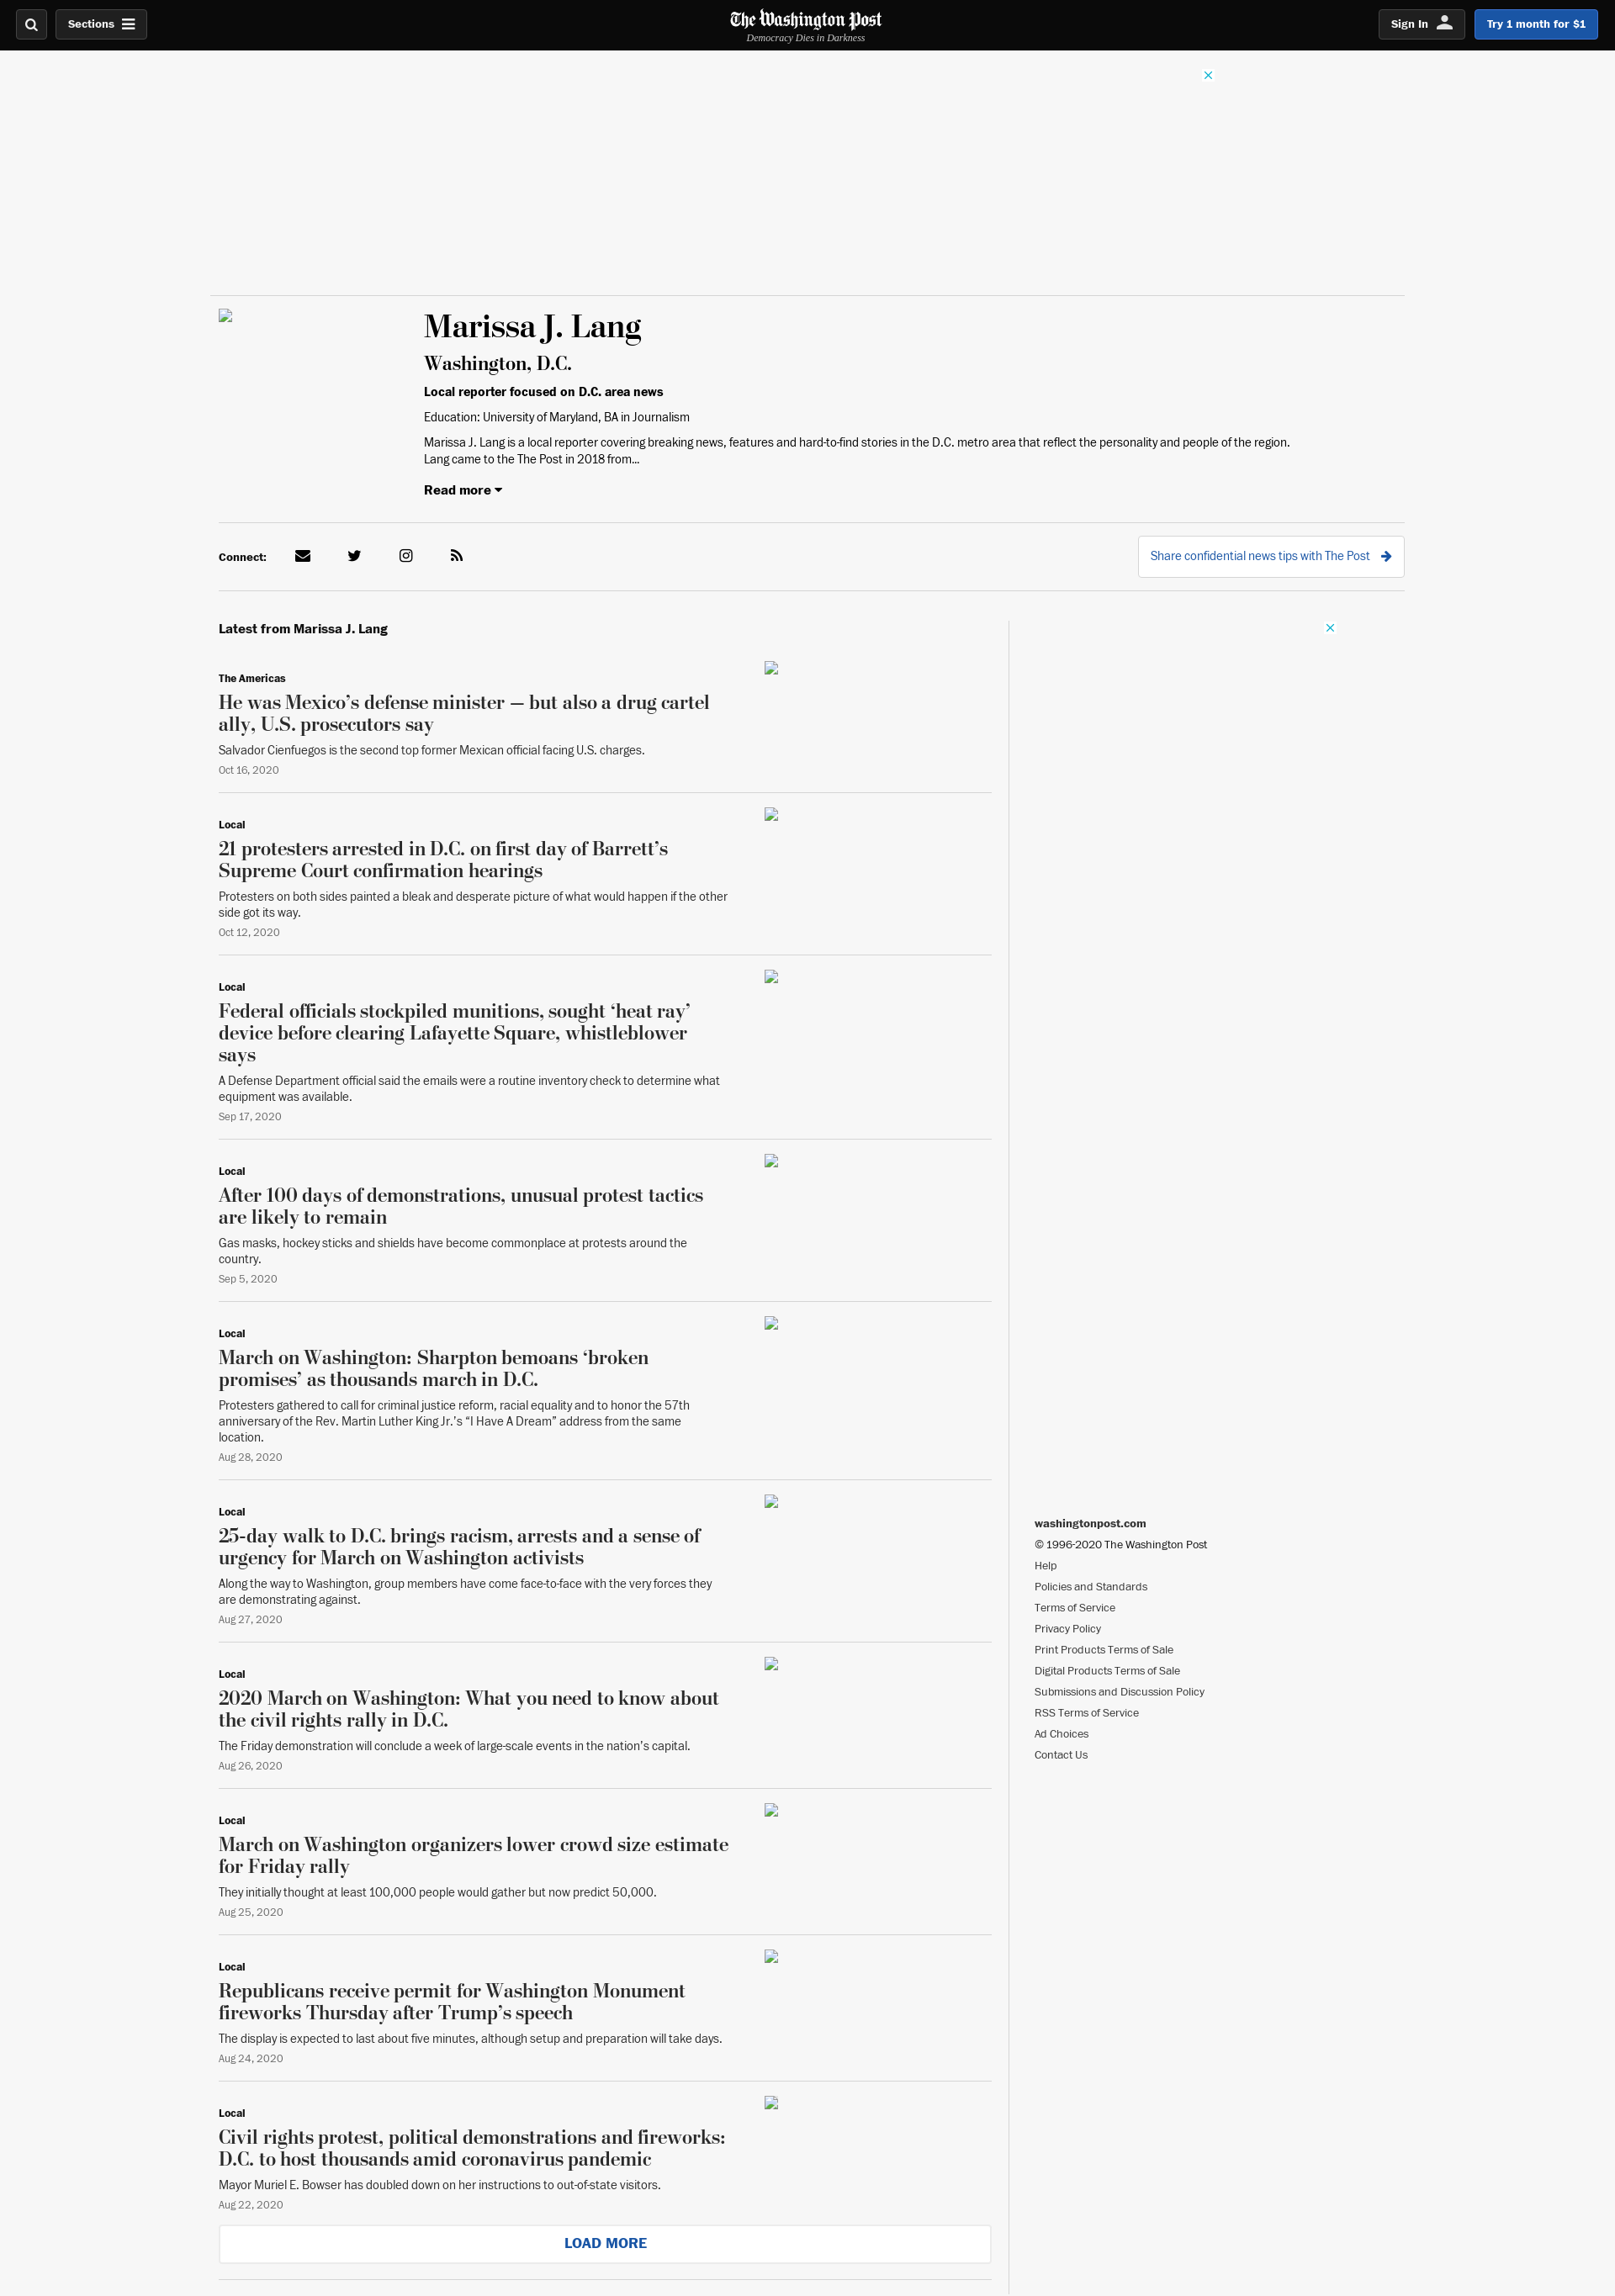 Sections
The Washington Post
Democracy Dies in Darkness
Sign In
Try 1 month for $1
Marissa J. Lang
Washington, D.C.
Local reporter focused on D.C. area news
Education: University of Maryland, BA in Journalism
Marissa J. Lang is a local reporter covering breaking news, features and hard-to-find stories in the D.C. metro area that reflect the personality and people of the region.
Lang came to the The Post in 2018 from...
Read more
Connect:
Share confidential news tips with The Post
Latest from Marissa J. Lang
The Americas
He was Mexico’s defense minister — but also a drug cartel
ally, U.S. prosecutors say
Salvador Cienfuegos is the second top former Mexican official facing U.S. charges.
Oct 16, 2020
Local
21 protesters arrested in D.C. on first day of Barrett’s
Supreme Court confirmation hearings
Protesters on both sides painted a bleak and desperate picture of what would happen if the other
side got its way.
Oct 12, 2020
Local
Federal officials stockpiled munitions, sought ‘heat ray’
device before clearing Lafayette Square, whistleblower
says
A Defense Department official said the emails were a routine inventory check to determine what
equipment was available.
Sep 17, 2020
Local
After 100 days of demonstrations, unusual protest tactics
are likely to remain
Gas masks, hockey sticks and shields have become commonplace at protests around the
country.
Sep 5, 2020
Local
March on Washington: Sharpton bemoans ‘broken
promises’ as thousands march in D.C.
Protesters gathered to call for criminal justice reform, racial equality and to honor the 57th
anniversary of the Rev. Martin Luther King Jr.’s “I Have A Dream” address from the same
location.
Aug 28, 2020
Local
25-day walk to D.C. brings racism, arrests and a sense of
urgency for March on Washington activists
Along the way to Washington, group members have come face-to-face with the very forces they
are demonstrating against.
Aug 27, 2020
Local
2020 March on Washington: What you need to know about
the civil rights rally in D.C.
The Friday demonstration will conclude a week of large-scale events in the nation’s capital.
Aug 26, 2020
Local
March on Washington organizers lower crowd size estimate
for Friday rally
They initially thought at least 100,000 people would gather but now predict 50,000.
Aug 25, 2020
Local
Republicans receive permit for Washington Monument
fireworks Thursday after Trump’s speech
The display is expected to last about five minutes, although setup and preparation will take days.
Aug 24, 2020
Local
Civil rights protest, political demonstrations and fireworks:
D.C. to host thousands amid coronavirus pandemic
Mayor Muriel E. Bowser has doubled down on her instructions to out-of-state visitors.
Aug 22, 2020
LOAD MORE
washingtonpost.com
© 1996-2020 The Washington Post
Help
Policies and Standards
Terms of Service
Privacy Policy
Print Products Terms of Sale
Digital Products Terms of Sale
Submissions and Discussion Policy
RSS Terms of Service
Ad Choices
Contact Us